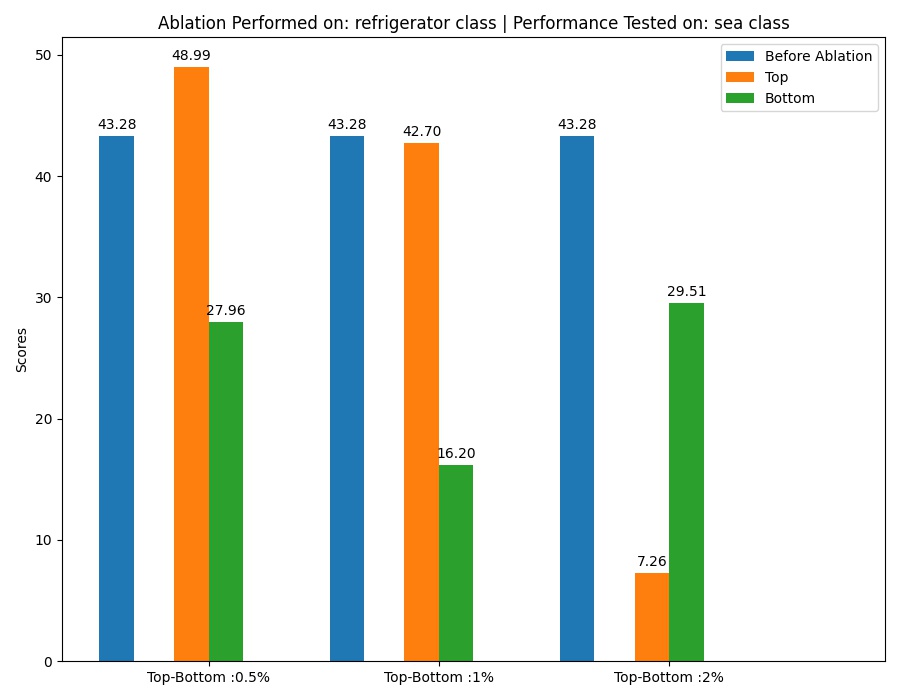 Ablation Performed on: refrigerator class | Performance Tested on: sea class
Before Ablation
Top
Bottom
Scores
50
40
30
20
10
0
43.28
48.99
27.96
43.28
42.70
16.20
43.28
7.26
29.51
Top-Bottom :0.5%
Top-Bottom :1%
Top-Bottom :2%